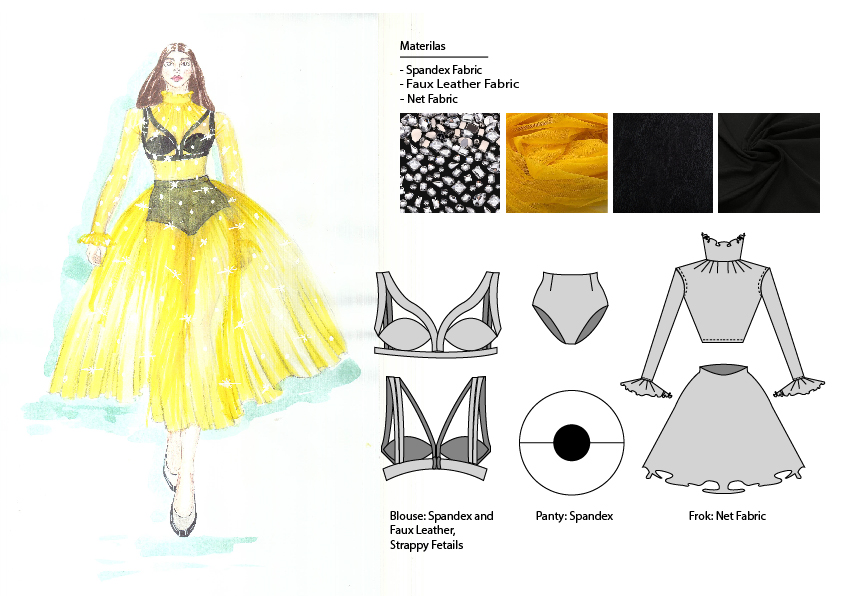 Materilas
- Spandex Fabric
- Faux Leather Fabric
- Net Fabric
Blouse: Spandex and
Faux Leather,
Strappy Fetails
Panty: Spandex
Frok: Net Fabric